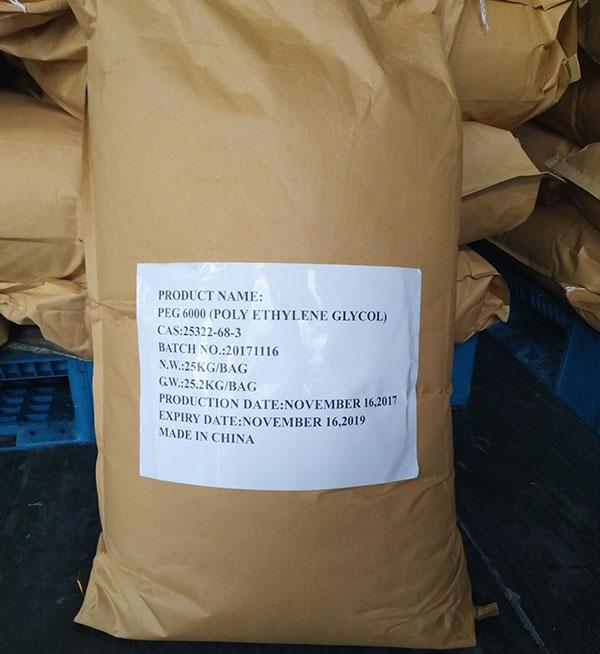 PRODUCT NAME:
PEG 6000 (POLY ETHYLENE GLYCOL)
CAS:25322-68-3
BATCH NO.:20171116
N.W.:25KG/BAG
G.W.:25.2KG/BAG
PRODUCTION DATE:NOVEMBER 16,2017
EXPIRY DATE:NOVEMBER 16,2019
MADE IN CHINA